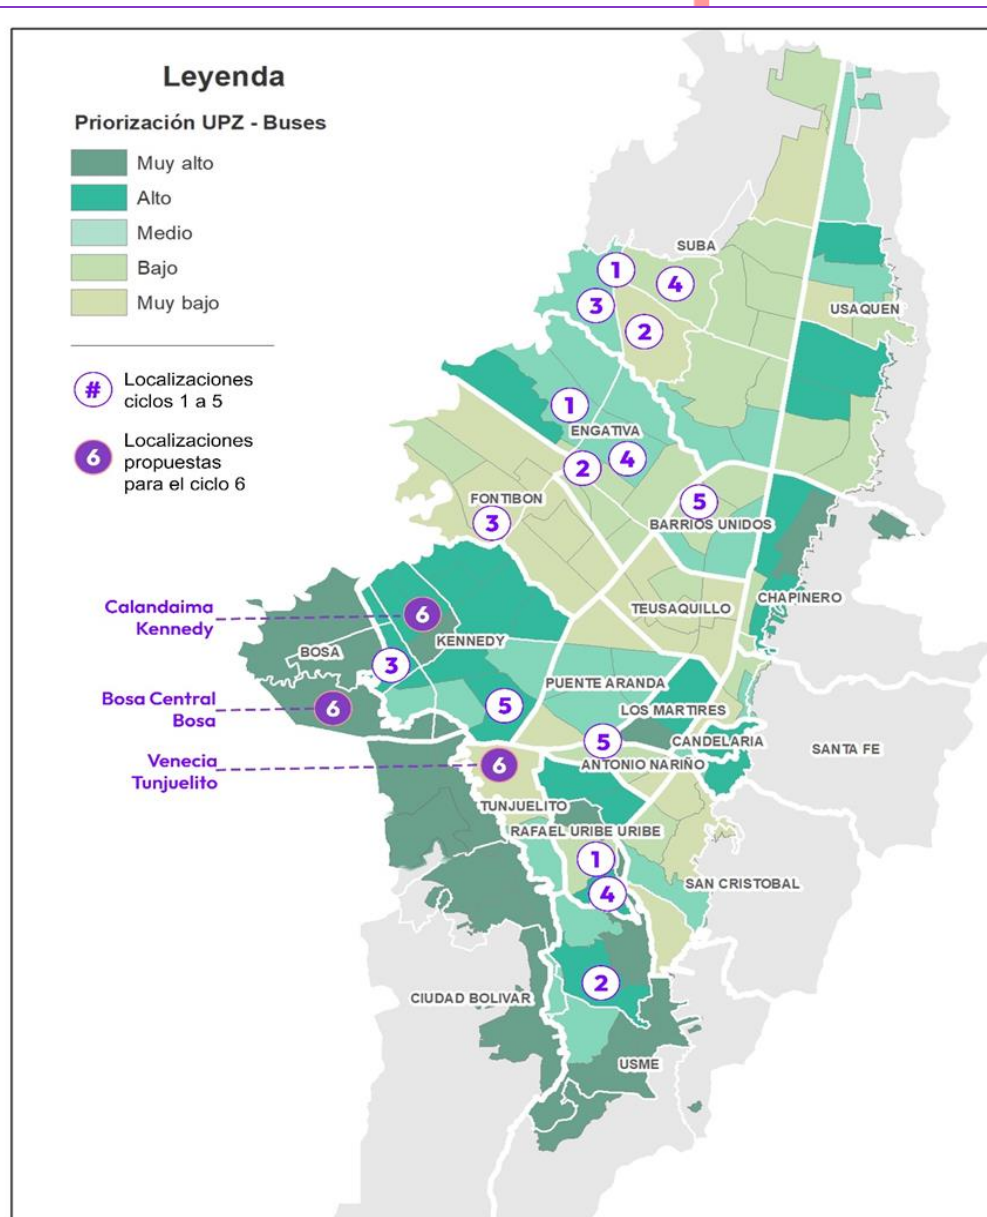 Leyenda
Priorización UPZ - Buses
Muy alto
Alto
Medio
Bajo
Muy bajo
#
Localizaciones
ciclos 1 a 5
6
Localizaciones
propuestas
para el ciclo 6
SUBA
1
4
3
2
USAQUEN
1
ENGATIVA
2
4
FONTIBON
3
5
BARRIOS UNIDOS
Calandaima
Kennedy
6
KENNEDY
TEUSAQUILLO
CHAPINERO
BOSA
3
Bosa Central
Bosa
6
5
PUENTE ARANDA
LOS MARTIRES
5
CANDELARIA
SANTA FE
ANTONIO NARIÑO
Venecia
Tunjuelito
6
TUNJUELITO
RAFAEL URIBE URIBE
1
4
SAN CRISTOBAL
2
CIUDAD BOLIVAR
USME